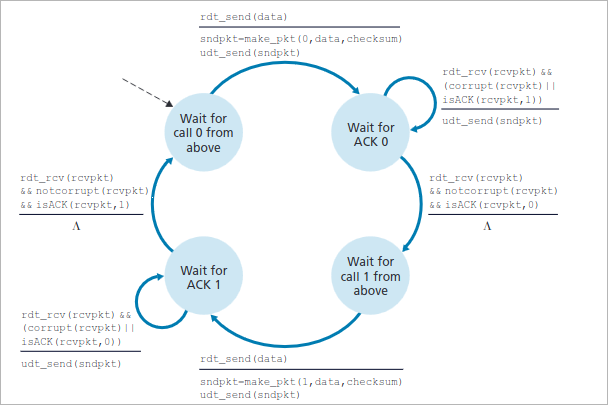 rdt_send(data)
sndpkt=make_pkt(0,data,checksum)
udt_send(sndpkt)
Wait for
call 0 from
above
Wait for
ACK 0
rdt_rcv(rcvpkt) &&
(corrupt(rcvpkt)||
isACK(rcvpkt,1))
udt_send(sndpkt)
rdt_rcv(rcvpkt)
&& notcorrupt(rcvpkt)
&& isACK(rcvpkt,1)
Λ
rdt_rcv(rcvpkt)
&& notcorrupt(rcvpkt)
&& isACK(rcvpkt,0)
Λ
Wait for
ACK 1
Wait for
call 1 from
above
rdt_rcv(rcvpkt) &&
(corrupt(rcvpkt)||
isACK(rcvpkt,0))
udt_send(sndpkt)
rdt_send(data)
sndpkt=make_pkt(1,data,checksum)
udt_send(sndpkt)